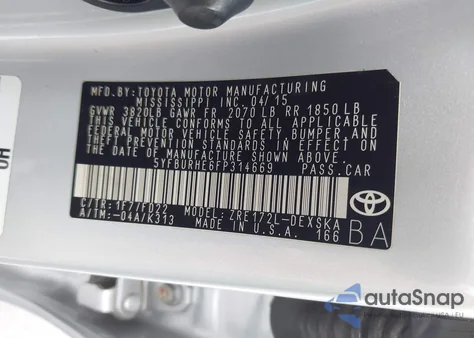 MFD. BY:TOYOTA MOTOR MANUFACTURING
MISSISSIPPI INC. 04/15
GVWR 3820LB GAWR FR 2070 LB RR 1850 LB
THIS VEHICLE CONFORMS TO ALL APPLICABLE
FEDERAL MOTOR VEHICLE SAFETY, BUMPER, AND
THEFT PREVENTION STANDARDS IN EFFECT ON
THE DATE OF MANUFACTURE SHOWN ABOVE.
5YFBURHE6FP314669 PASS.CAR
C/TR: 1F7/FD22 MODEL: ZRE172L-DEXSKA
A/TM:-04A/K313 MADE IN U.S.A. 166
BA
autoSnap